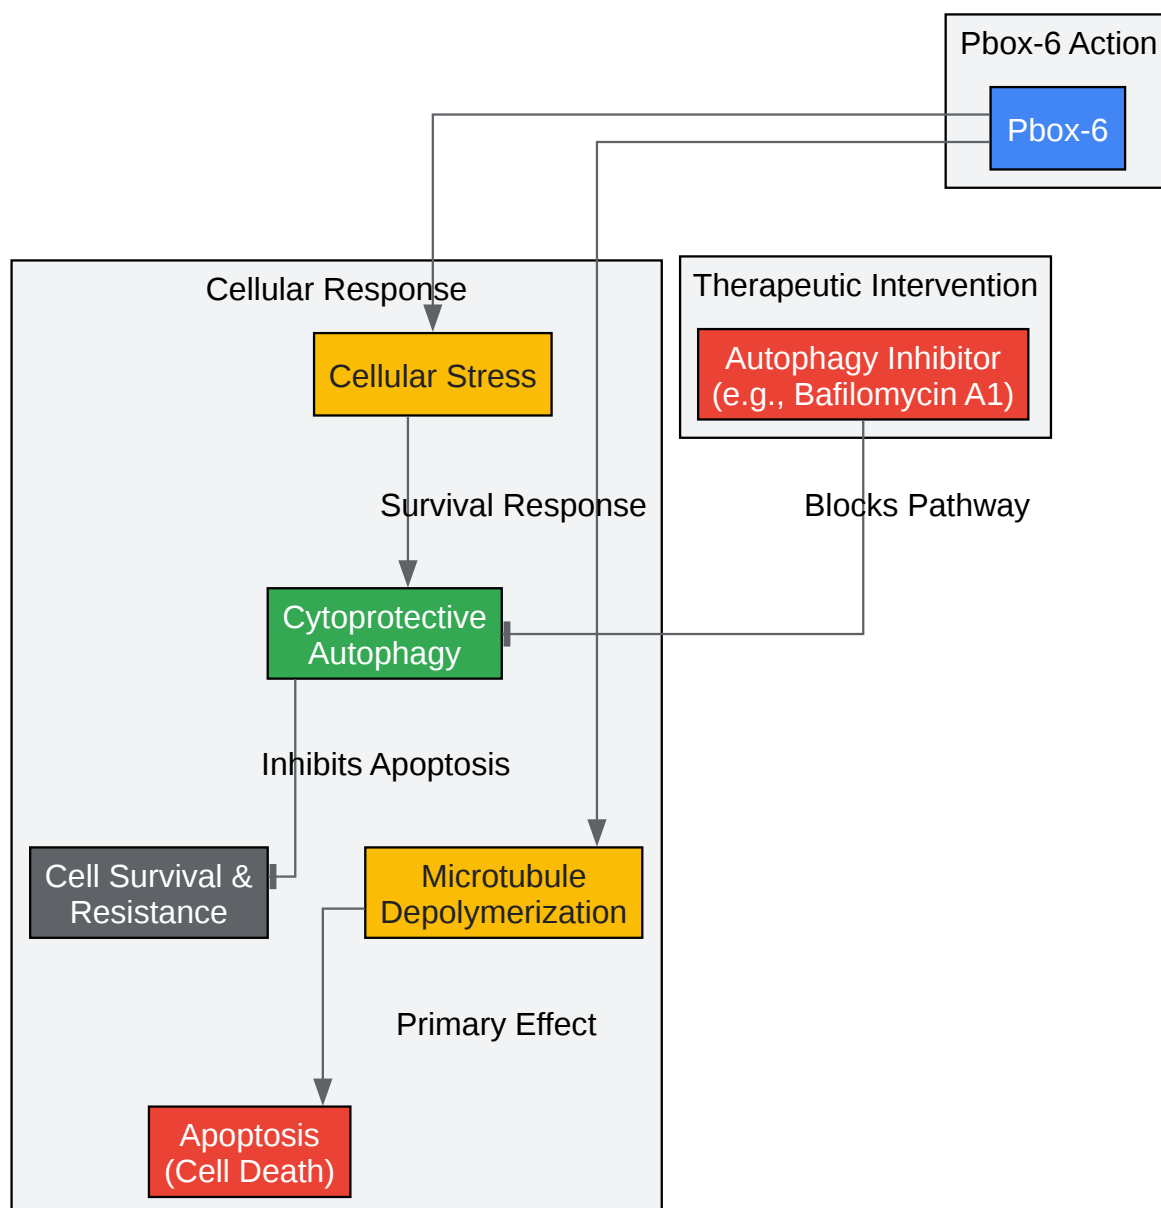 Pbox-6 Action
Pbox-6
Cellular Response
Therapeutic Intervention
Cellular Stress
Autophagy Inhibitor
(e.g., Bafilomycin A1)
Survival Response
Blocks Pathway
Cytoprotective
Autophagy
Inhibits Apoptosis
Cell Survival &
Resistance
Microtubule
Depolymerization
Primary Effect
Apoptosis
(Cell Death)